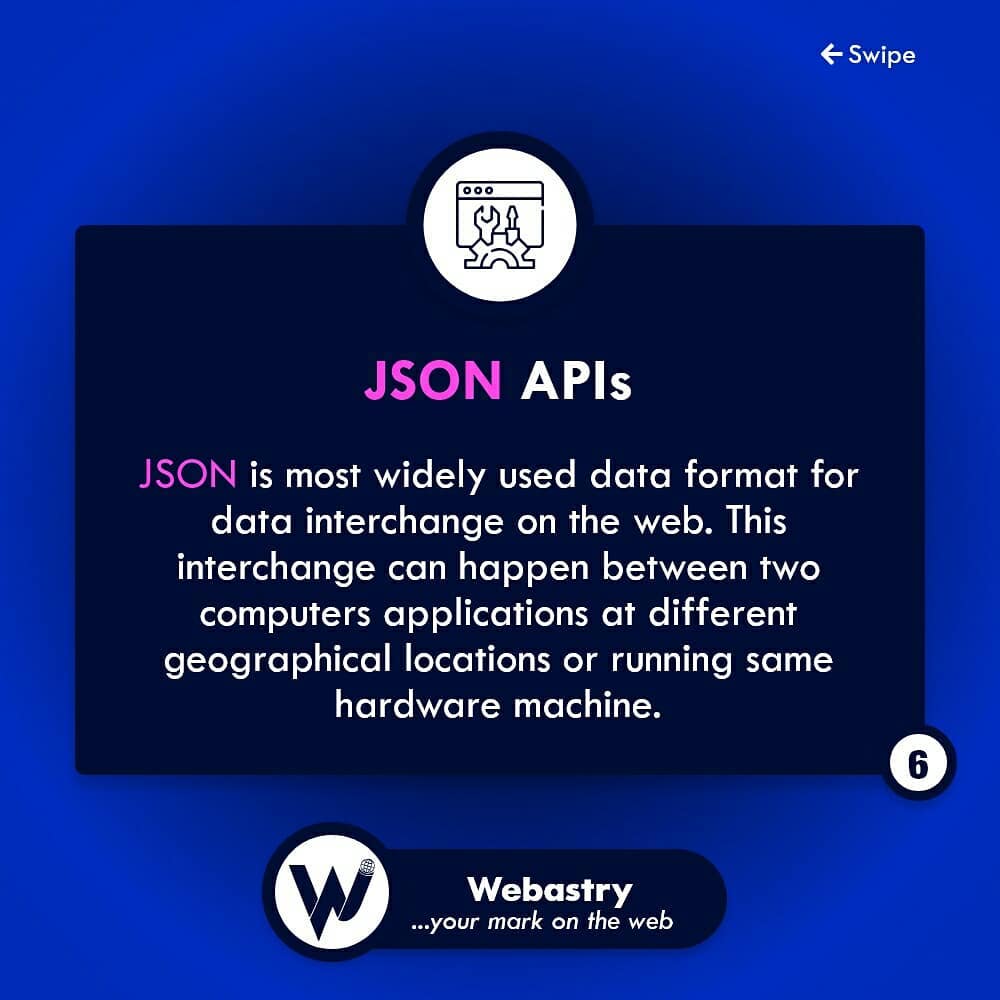 Swipe
JSON APIs
JSON is most widely used data format for
data interchange on the web. This
interchange can happen between two
computers applications at different
geographical locations or running same
hardware machine.
6
Webastry
...your mark on the web